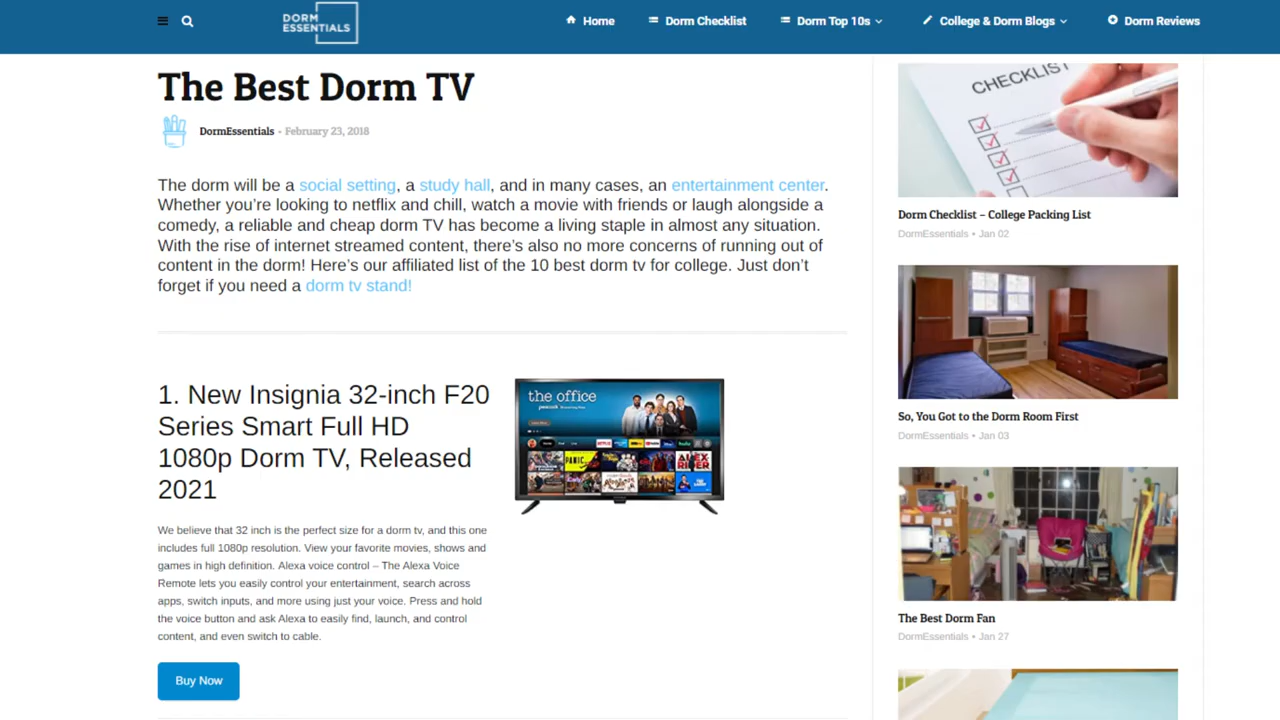 DORM
ESSENTIALS
Home
Dorm Checklist
Dorm Top 10s
College & Dorm Blogs
Dorm Reviews
The Best Dorm TV
DormEssentials - February 23, 2018
The dorm will be a social setting, a study hall, and in many cases, an entertainment center.
Whether you're looking to netflix and chill, watch a movie with friends or laugh alongside a
comedy, a reliable and cheap dorm TV has become a living staple in almost any situation.
With the rise of internet streamed content, there's also no more concerns of running out of
content in the dorm! Here's our affiliated list of the 10 best dorm tv for college. Just don't
forget if you need a dorm tv stand!
1. New Insignia 32-inch F20
Series Smart Full HD
1080p Dorm TV, Released
2021
We believe that 32 inch is the perfect size for a dorm tv, and this one
includes full 1080p resolution. View your favorite movies, shows and
games in high definition. Alexa voice control – The Alexa Voice
Remote lets you easily control your entertainment, search across
apps, switch inputs, and more using just your voice. Press and hold
the voice button and ask Alexa to easily find, launch, and control
content, and even switch to cable.
Buy Now
the office
peacock
PANIC
ALEX
RIDER
CHECKLIST
Dorm Checklist – College Packing List
DormEssentials • Jan 02
So, You Got to the Dorm Room First
DormEssentials • Jan 03
The Best Dorm Fan
DormEssentials • Jan 27